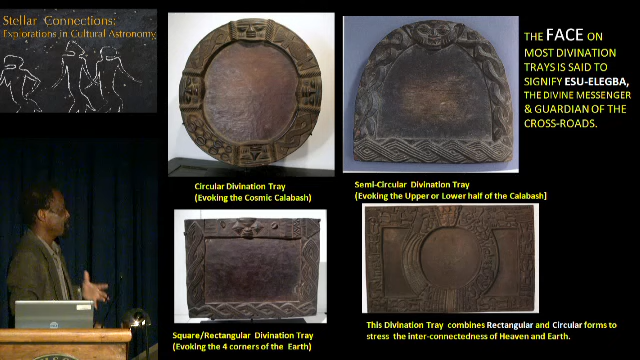 Stellar Connections:
Explorations in Cultural Astronomy
THE FACE ON
MOST DIVINATION
TRAYS IS SAID TO
SIGNIFY ESU-ELEGBA,
THE DIVINE MESSENGER
& GUARDIAN OF THE
CROSS-ROADS.
Circular Divination Tray
(Evoking the Cosmic Calabash)
Semi-Circular Divination Tray
(Evoking the Upper or Lower half of the Calabash]
Square/Rectangular Divination Tray
(Evoking the 4 corners of the Earth)
This Divination Tray combines Rectangular and Circular forms to
stress the inter-connectedness of Heaven and Earth.